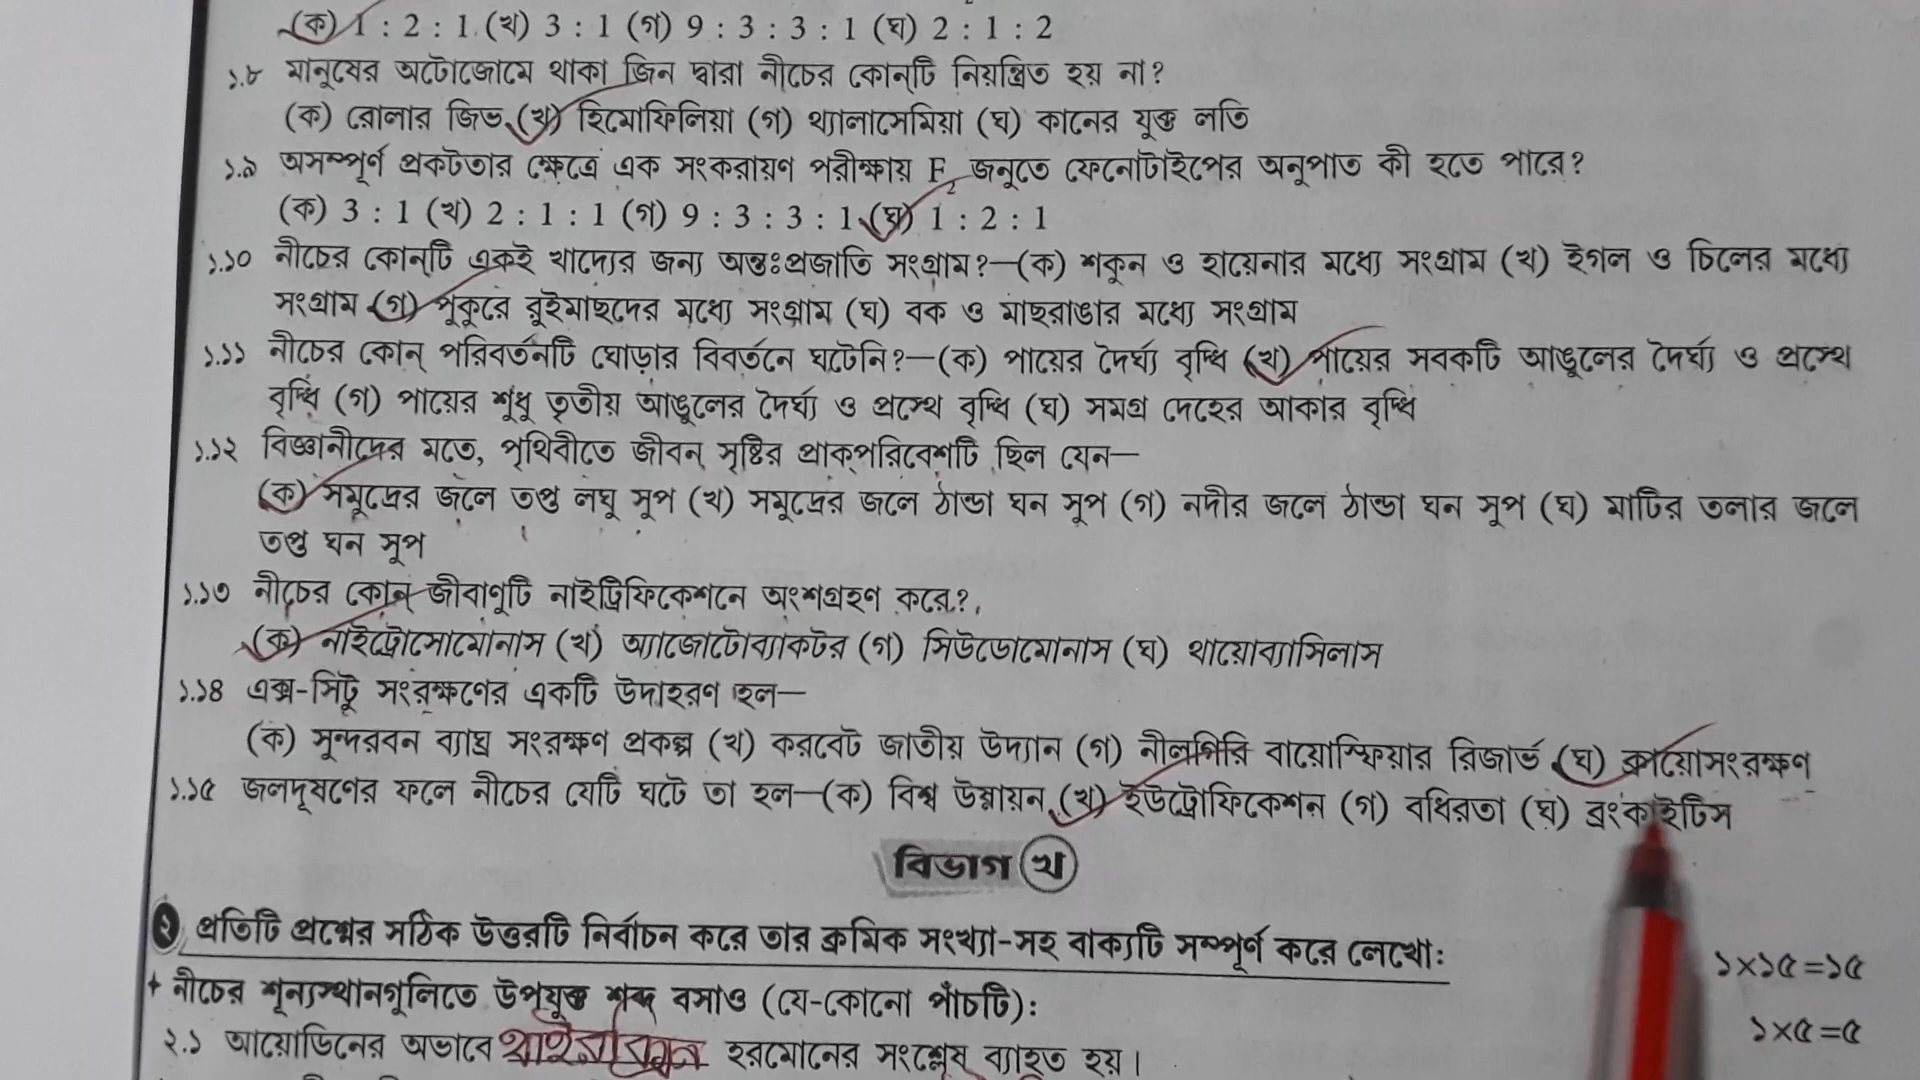 (ক) 1 : 2 : 1 (খ) 3 : 1 (গ) 9 : 3 : 3 : 1 (ঘ) 2 : 1 : 2
১.৮ মানুষের অটোজোমে থাকা জিন দ্বারা নীচের কোন্‌টি নিয়ন্ত্রিত হয় না?
(ক) রোলার জিভ (খ) হিমোফিলিয়া (গ) থ্যালাসেমিয়া (ঘ) কানের যুক্ত লতি
১.৯ অসম্পূর্ণ প্রকটতার ক্ষেত্রে এক সংকরায়ণ পরীক্ষায় F₂ জনুতে ফেনোটাইপের অনুপাত কী হতে পারে?
(ক) 3 : 1 (খ) 2 : 1 : 1 (গ) 9 : 3 : 3 : 1 (ঘ) 1 : 2 : 1
১.১০ নীচের কোন্‌টি একই খাদ্যের জন্য অন্তঃপ্রজাতি সংগ্রাম?—(ক) শকুন ও হায়েনার মধ্যে সংগ্রাম (খ) ইগল ও চিলের মধ্যে
সংগ্রাম (গ) পুকুরে রুইমাছদের মধ্যে সংগ্রাম (ঘ) বক ও মাছরাঙার মধ্যে সংগ্রাম
১.১১ নীচের কোন্ পরিবর্তনটি ঘোড়ার বিবর্তনে ঘটেনি?—(ক) পায়ের দৈর্ঘ্য বৃদ্ধি (খ) পায়ের সবকটি আঙুলের দৈর্ঘ্য ও প্রস্থে
বৃদ্ধি (গ) পায়ের শুধু তৃতীয় আঙুলের দৈর্ঘ্য ও প্রস্থে বৃদ্ধি (ঘ) সমগ্র দেহের আকার বৃদ্ধি
১.১২ বিজ্ঞানীদের মতে, পৃথিবীতে জীবন সৃষ্টির প্রাক্‌পরিবেশটি ছিল যেন—
(ক) সমুদ্রের জলে তপ্ত লঘু সুপ (খ) সমুদ্রের জলে ঠান্ডা ঘন সুপ (গ) নদীর জলে ঠান্ডা ঘন সুপ (ঘ) মাটির তলার জলে
তপ্ত ঘন সুপ
১.১৩ নীচের কোন্ জীবাণুটি নাইট্রিফিকেশনে অংশগ্রহণ করে?
(ক) নাইট্রোসোমোনাস (খ) অ্যাজোটোব্যাকটর (গ) সিউডোমোনাস (ঘ) থায়োব্যাসিলাস
১.১৪ এক্স-সিটু সংরক্ষণের একটি উদাহরণ হল—
(ক) সুন্দরবন ব্যাঘ্র সংরক্ষণ প্রকল্প (খ) করবেট জাতীয় উদ্যান (গ) নীলগিরি বায়োস্ফিয়ার রিজার্ভ (ঘ) ক্রায়োসংরক্ষণ
১.১৫ জলদূষণের ফলে নীচের যেটি ঘটে তা হল—(ক) বিশ্ব উষ্ণায়ন (খ) ইউট্রোফিকেশন (গ) বধিরতা (ঘ) ব্রংকাইটিস
বিভাগ খ
২ প্রতিটি প্রশ্নের সঠিক উত্তরটি নির্বাচন করে তার ক্রমিক সংখ্যা-সহ বাক্যটি সম্পূর্ণ করে লেখো: ১×১৫=১৫
+ নীচের শূন্যস্থানগুলিতে উপযুক্ত শব্দ বসাও (যে-কোনো পাঁচটি): ১×৫=৫
২.১ আয়োডিনের অভাবে থাইরক্সিন হরমোনের সংশ্লেষ ব্যাহত হয়।